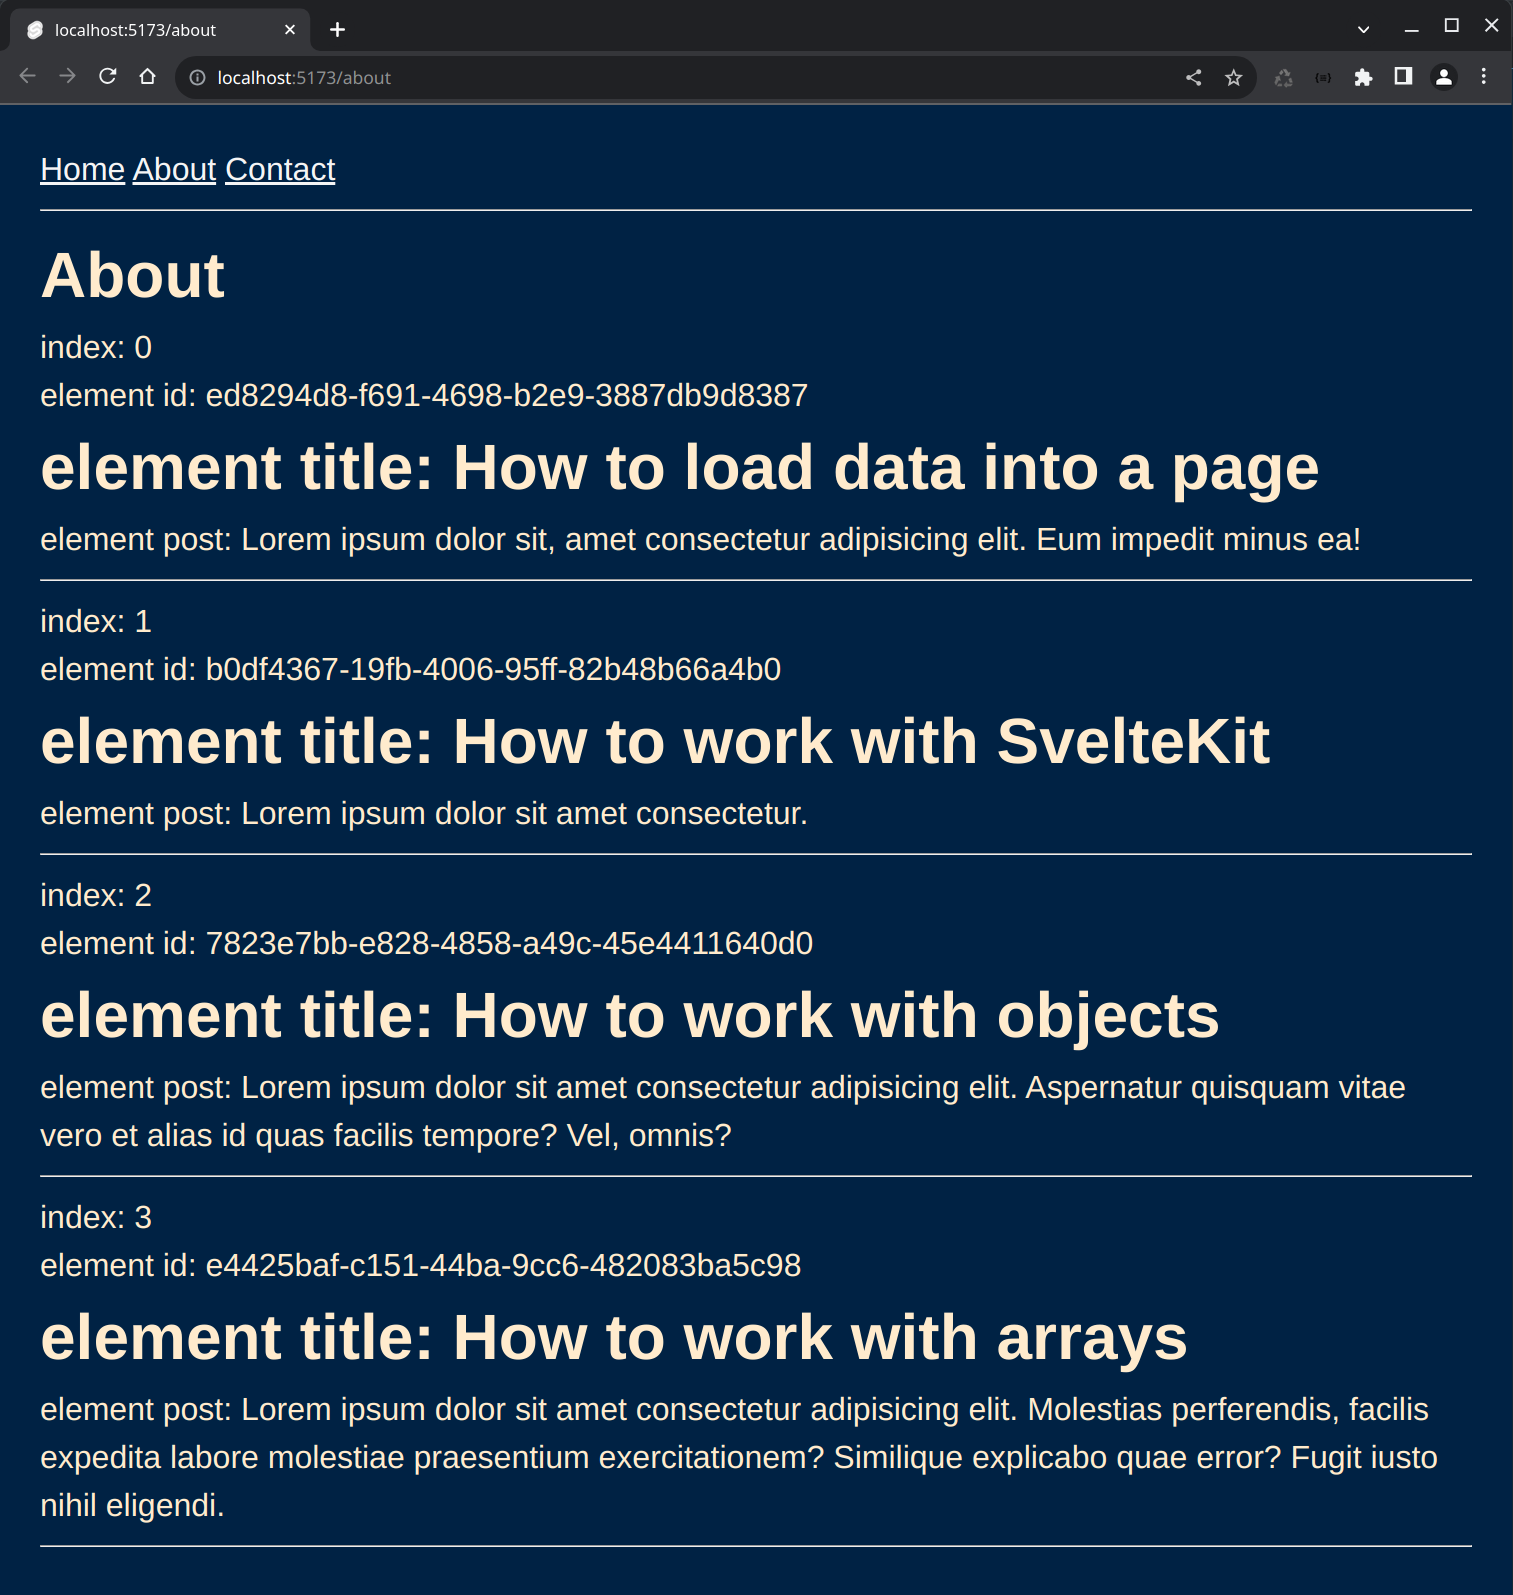 localhost:5173/about
localhost:5173/about
Home About Contact
About
index: 0
element id: ed8294d8-f691-4698-b2e9-3887db9d8387
element title: How to load data into a page
element post: Lorem ipsum dolor sit, amet consectetur adipisicing elit. Eum impedit minus ea!
index: 1
element id: b0df4367-19fb-4006-95ff-82b48b66a4b0
element title: How to work with SvelteKit
element post: Lorem ipsum dolor sit amet consectetur.
index: 2
element id: 7823e7bb-e828-4858-a49c-45e4411640d0
element title: How to work with objects
element post: Lorem ipsum dolor sit amet consectetur adipisicing elit. Aspernatur quisquam vitae
vero et alias id quas facilis tempore? Vel, omnis?
index: 3
element id: e4425baf-c151-44ba-9cc6-482083ba5c98
element title: How to work with arrays
element post: Lorem ipsum dolor sit amet consectetur adipisicing elit. Molestias perferendis, facilis
expedita labore molestiae praesentium exercitationem? Similique explicabo quae error? Fugit iusto
nihil eligendi.